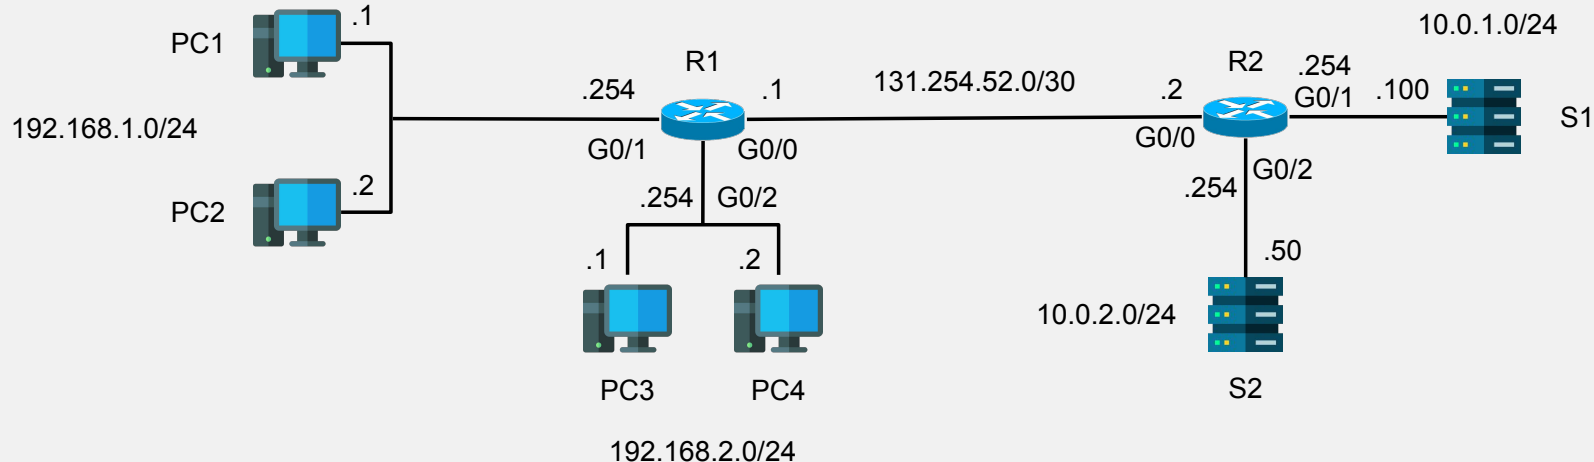 .1
PC1
10.0.1.0/24
R1
R2
.254
.254
.1
131.254.52.0/30
.2
G0/1
.100
192.168.1.0/24
S1
G0/1
G0/0
G0/0
.2
.254
G0/2
.254
G0/2
PC2
.1
.2
.50
10.0.2.0/24
PC3
PC4
S2
192.168.2.0/24